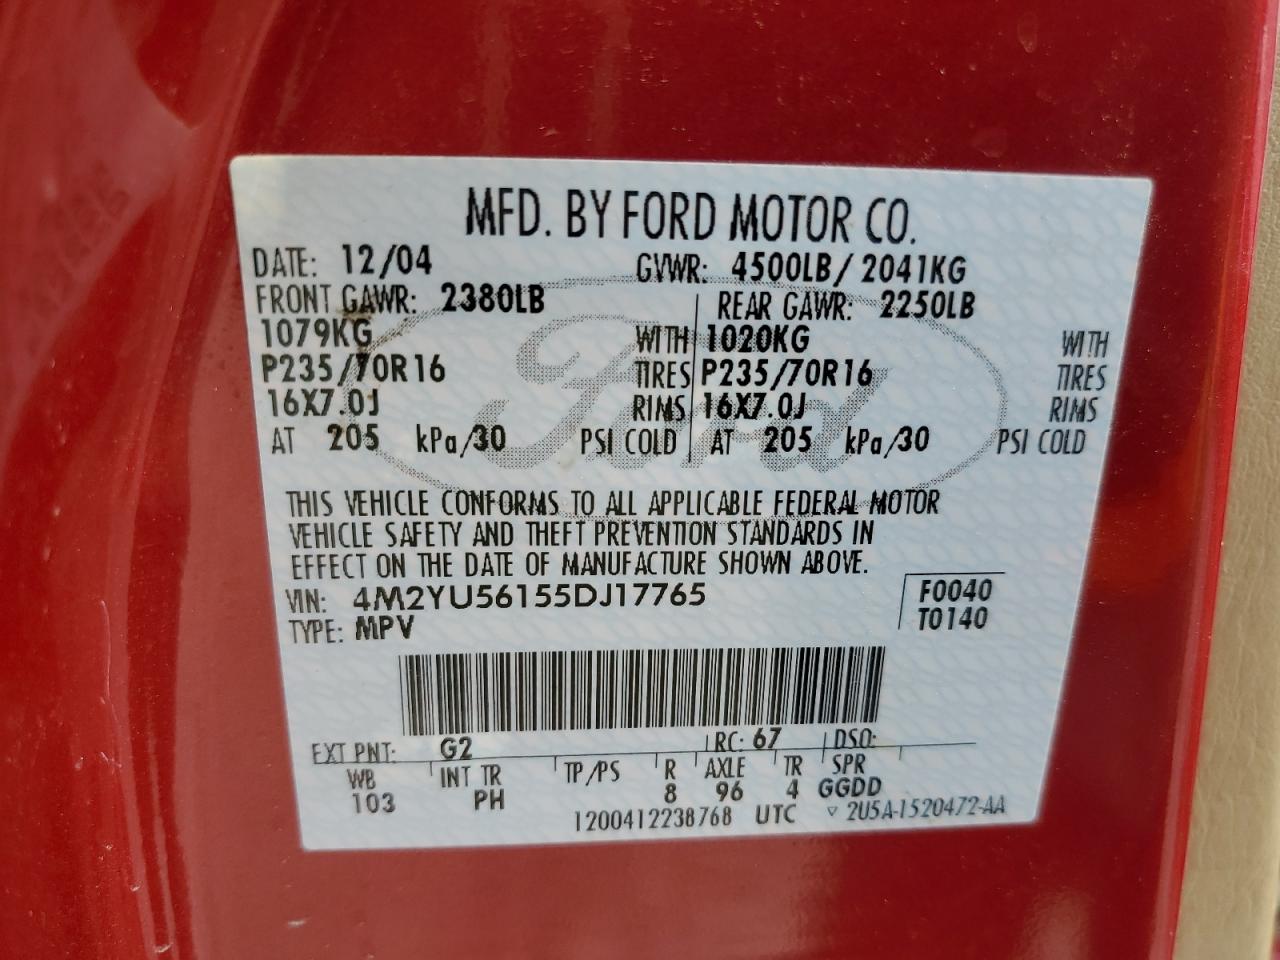 MFD. BY FORD MOTOR CO.
DATE: 12/04 GVWR: 4500LB / 2041KG
FRONT GAWR: 2380LB REAR GAWR: 2250LB
1079KG WITH 1020KG WITH
P235/70R16 TIRES P235/70R16 TIRES
16X7.0J RIMS 16X7.0J RIMS
AT 205 kPa/30 PSI COLD AT 205 kPa/30 PSI COLD
Ford
THIS VEHICLE CONFORMS TO ALL APPLICABLE FEDERAL MOTOR
VEHICLE SAFETY AND THEFT PREVENTION STANDARDS IN
EFFECT ON THE DATE OF MANUFACTURE SHOWN ABOVE.
VIN: 4M2YU56155DJ17765 F0040
TYPE: MPV T0140
EXT PNT: G2 RC: 67 DSO:
WB INT TR TP/PS R AXLE TR SPR
103 PH 8 96 4 GGDD
1200412238768 UTC ▽ 2U5A-1520472-AA